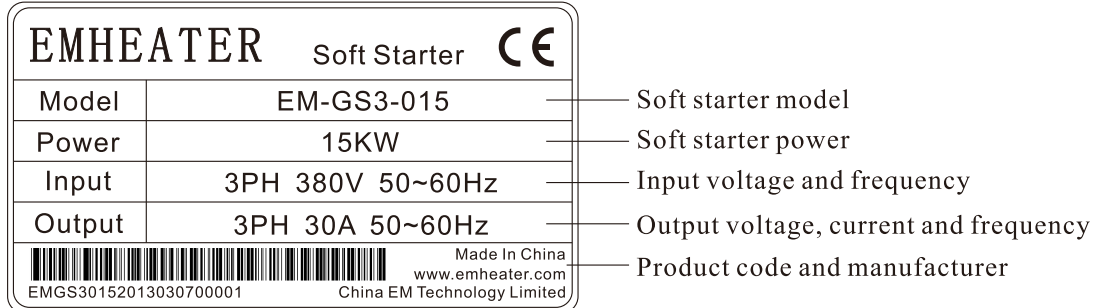 EMHEATER Soft Starter CE
Model EM-GS3-015 Soft starter model
Power 15KW Soft starter power
Input 3PH 380V 50~60Hz Input voltage and frequency
Output 3PH 30A 50~60Hz Output voltage, current and frequency
Made In China
www.emheater.com Product code and manufacturer
EMGS30152013030700001 China EM Technology Limited